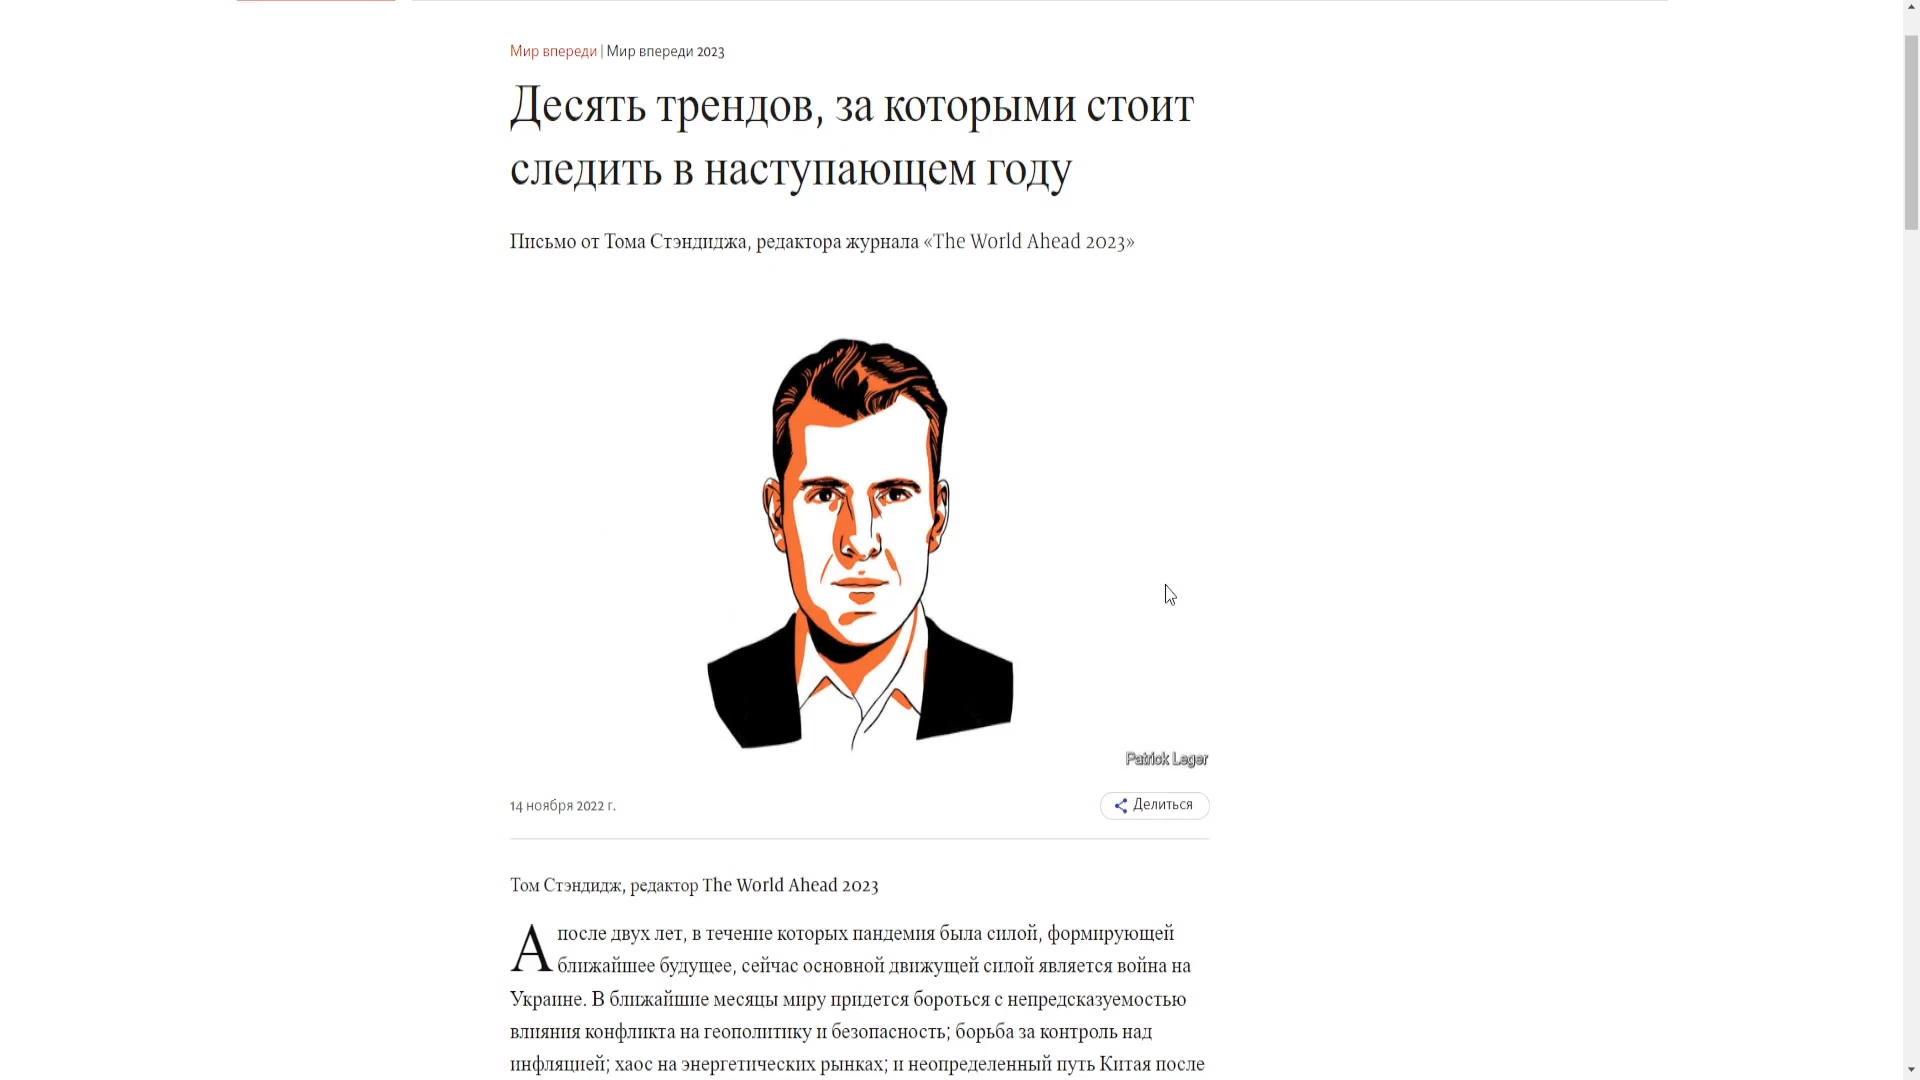 Мир впереди | Мир впереди 2023
Десять трендов, за которыми стоит
следить в наступающем году
Письмо от Тома Стэндиджа, редактора журнала «The World Ahead 2023»
Patrick Leger
14 ноября 2022 г.
Делиться
Том Стэндидж, редактор The World Ahead 2023
А после двух лет, в течение которых пандемия была силой, формирующей
ближайшее будущее, сейчас основной движущей силой является война на
Украине. В ближайшие месяцы миру придется бороться с непредсказуемостью
влияния конфликта на геополитику и безопасность; борьба за контроль над
инфляцией; хаос на энергетических рынках; и неопределенный путь Китая после